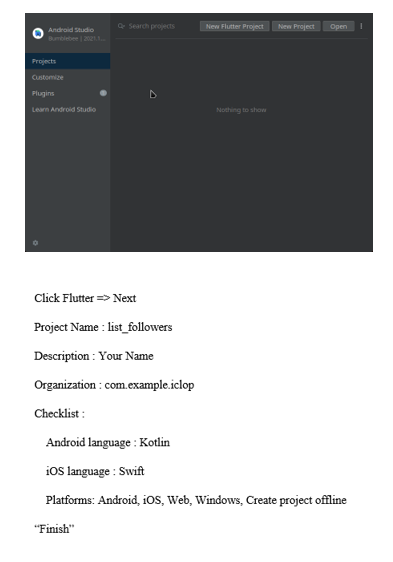 Android Studio
Bumblebee | 2021.1...
Search projects
New Flutter Project
New Project
Open
Projects
Customize
Plugins
Learn Android Studio
Nothing to show
Click Flutter => Next
Project Name : list_followers
Description : Your Name
Organization : com.example.iclop
Checklist :
Android language : Kotlin
iOS language : Swift
Platforms: Android, iOS, Web, Windows, Create project offline
“Finish”